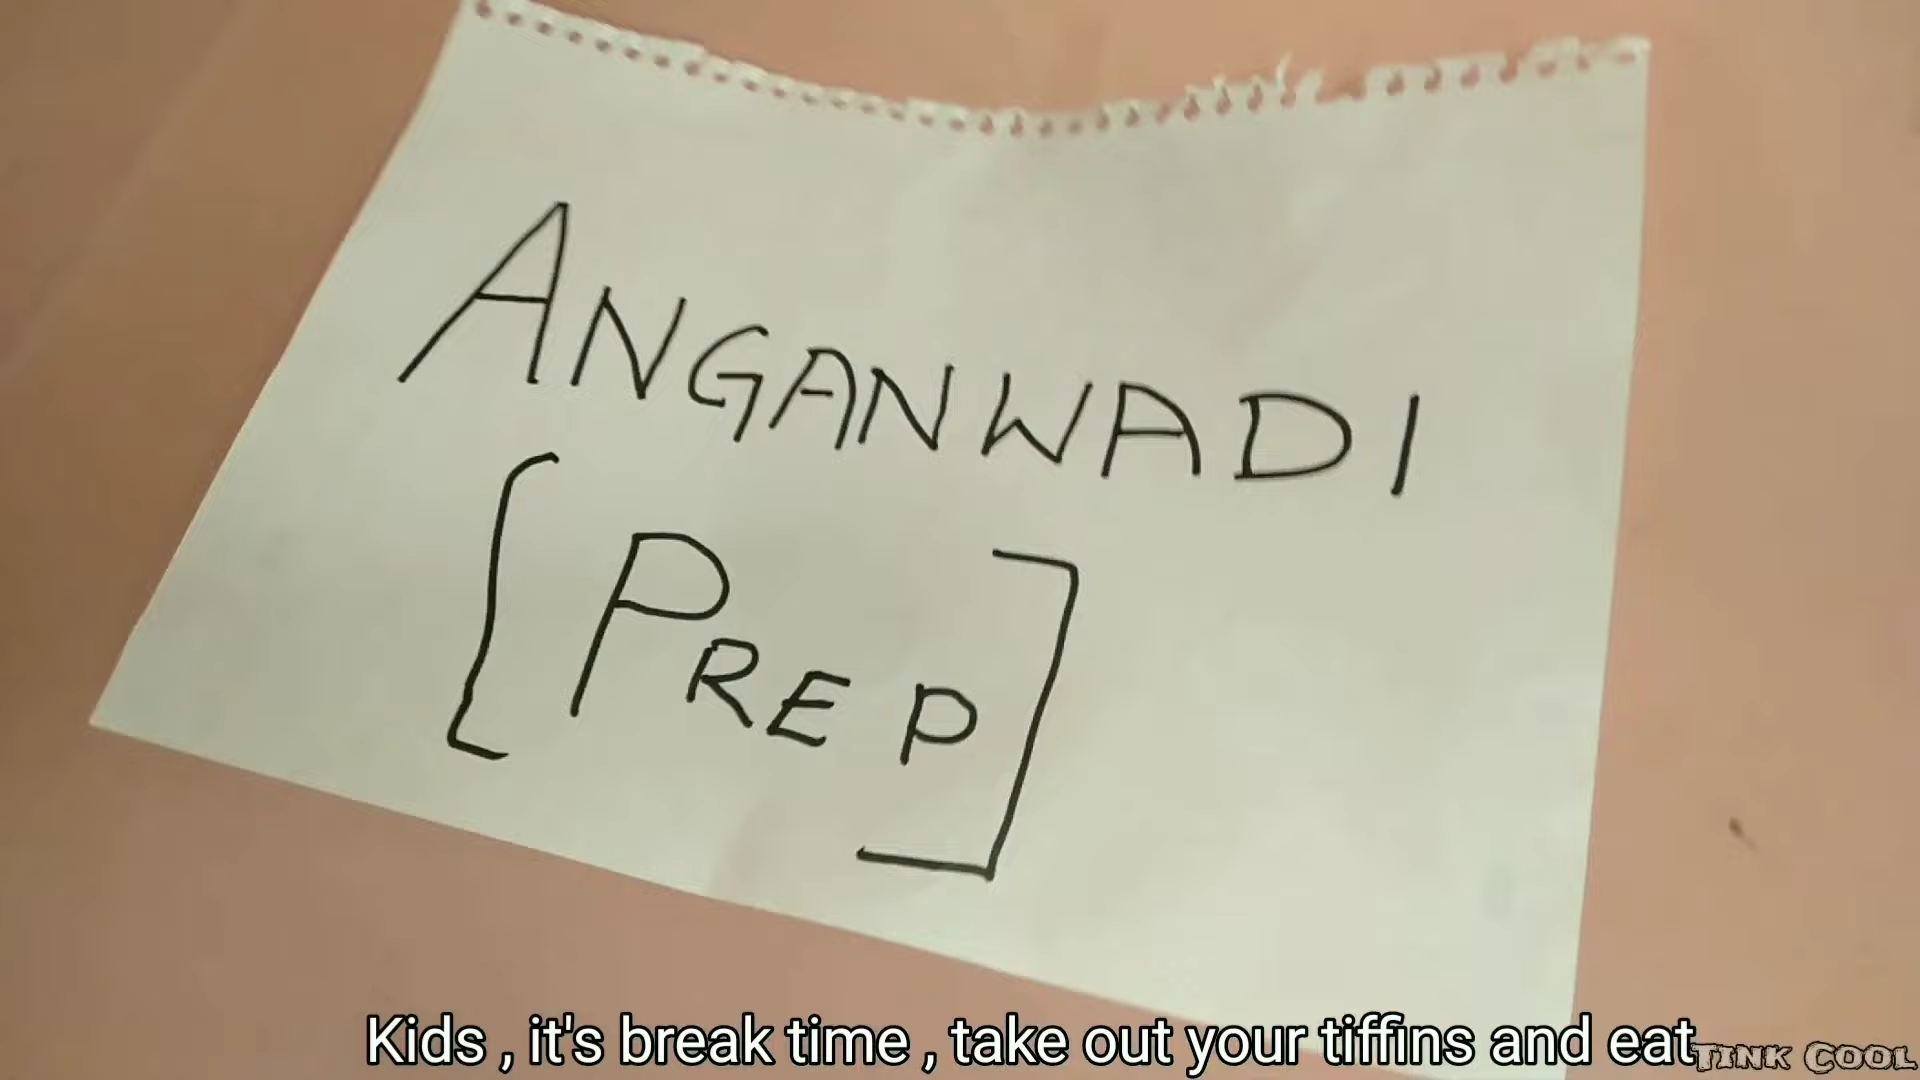 ANGANWADI
[PREP]
Kids , it's break time , take out your tiffins and eat
TINK COOL